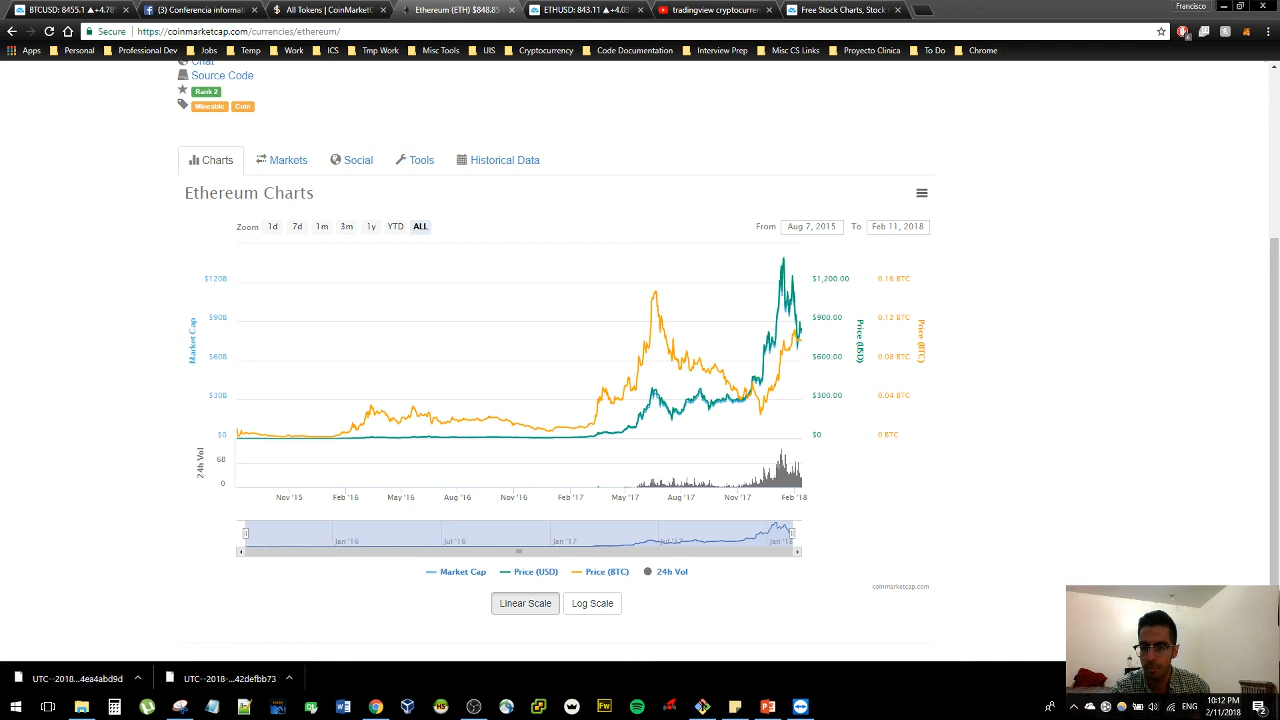 BTCUSD: 8455.1 ▲4.78%
(3) Conferencia informat
All Tokens | CoinMarketC
Ethereum (ETH) $848.85
ETHUSD: 843.11 ▲+4.03
tradingview cryptocurrenc
Free Stock Charts, Stock
Francisco
Secure
https://coinmarketcap.com/currencies/ethereum/
Apps
Personal
Professional Dev
Jobs
Temp
Work
ICS
Tmp Work
Misc Tools
UIS
Cryptocurrency
Code Documentation
Interview Prep
Misc CS Links
Proyecto Clinica
To Do
Chrome
Chat
Source Code
Rank 2
Mineable Coin
Charts Markets Social Tools Historical Data
Ethereum Charts
Zoom 1d 7d 1m 3m 1y YTD ALL
From Aug 7, 2015 To Feb 11, 2018
$120B $1,200.00 0.16 BTC
$90B $900.00 0.12 BTC
Market Cap
Price (USD)
Price (BTC)
$60B $600.00 0.08 BTC
$30B $300.00 0.04 BTC
$0 $0 0 BTC
24h Vol
6B
0
Nov '15 Feb '16 May '16 Aug '16 Nov '16 Feb '17 May '17 Aug '17 Nov '17 Feb '18
Jan '16 Jul '16 Jan '17 Jul '17 Jan '18
Market Cap Price (USD) Price (BTC) 24h Vol
coinmarketcap.com
Linear Scale Log Scale
UTC--2018....4ea4abd9d
UTC--2018-...42defbb73
10:12 PM
2/11/2018